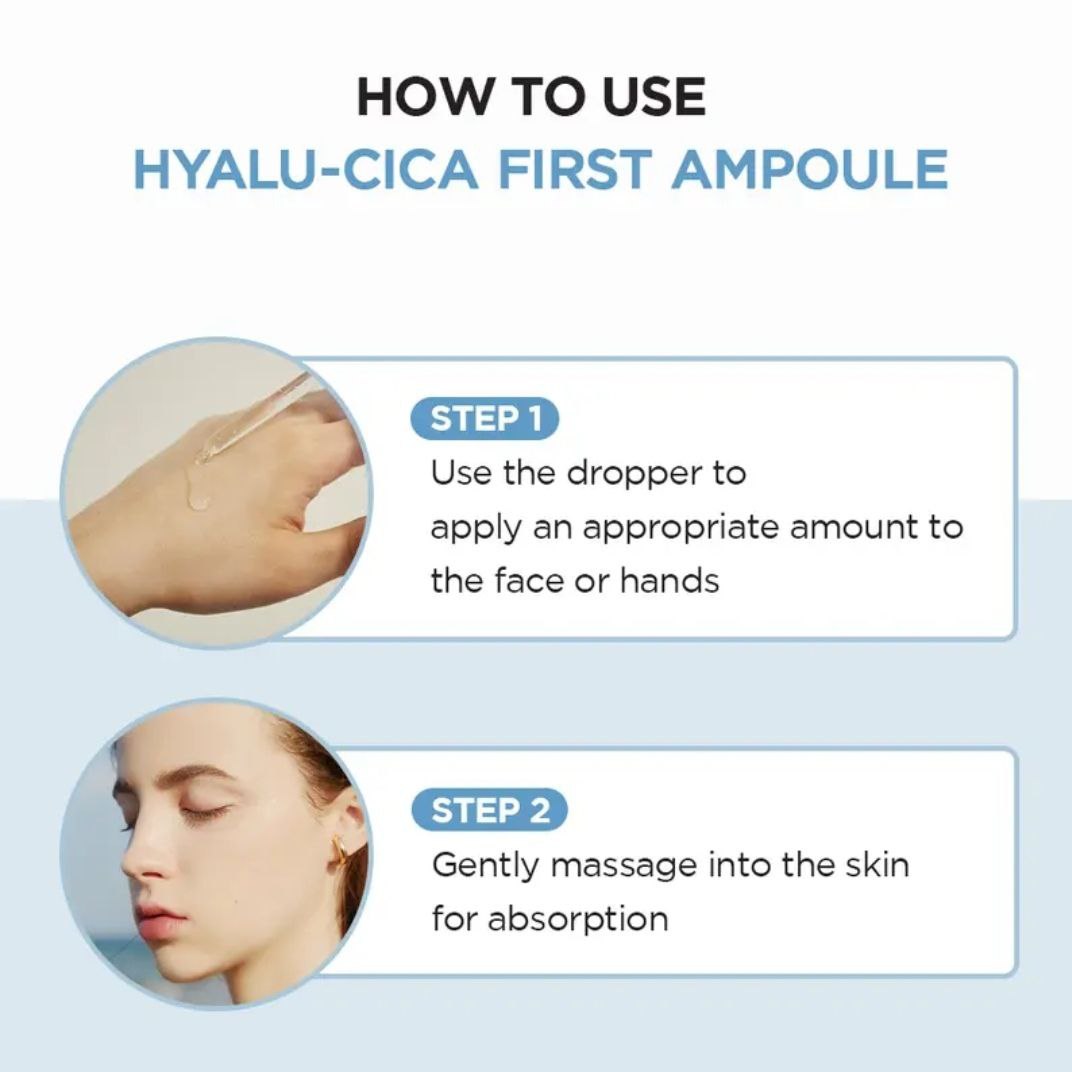 HOW TO USE
HYALU-CICA FIRST AMPOULE
STEP 1
Use the dropper to
apply an appropriate amount to
the face or hands
STEP 2
Gently massage into the skin
for absorption